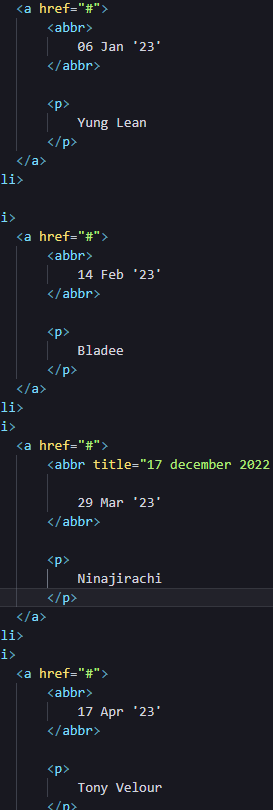 <a href="#">
<abbr>
06 Jan '23'
</abbr>
<p>
Yung Lean
</p>
</a>
li>
i>
<a href="#">
<abbr>
14 Feb '23'
</abbr>
<p>
Bladee
</p>
</a>
li>
i>
<a href="#">
<abbr title="17 december 2022
29 Mar '23'
</abbr>
<p>
Ninajirachi
</p>
</a>
li>
i>
<a href="#">
<abbr>
17 Apr '23'
</abbr>
<p>
Tony Velour
</p>